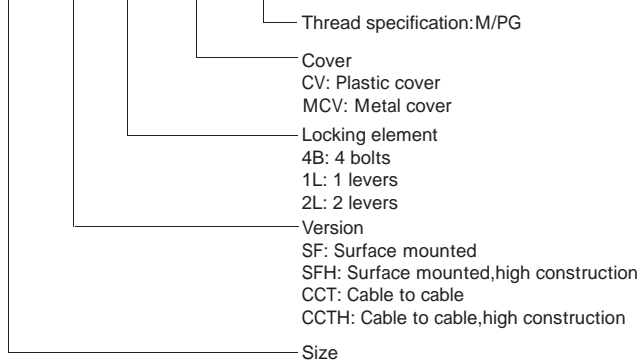 Thread specification:M/PG
Cover
CV: Plastic cover
MCV: Metal cover
Locking element
4B: 4 bolts
1L: 1 levers
2L: 2 levers
Version
SF: Surface mounted
SFH: Surface mounted,high construction
CCT: Cable to cable
CCTH: Cable to cable,high construction
Size